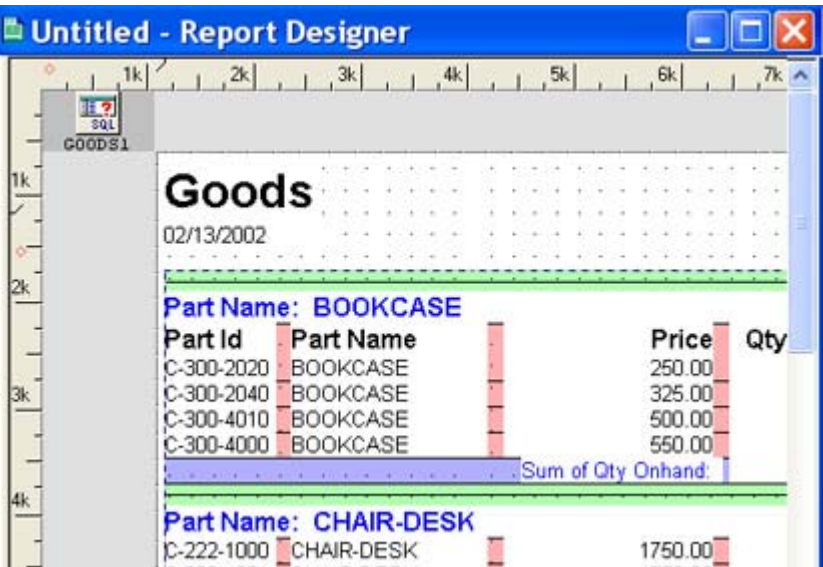 Untitled - Report Designer
1k 2k 3k 4k 5k 6k 7k
SQL
GOODS1
1k
Goods
02/13/2002
2k
Part Name: BOOKCASE
Part Id Part Name Price Qty
C-300-2020 BOOKCASE 250.00
C-300-2040 BOOKCASE 325.00
3k
C-300-4010 BOOKCASE 500.00
C-300-4000 BOOKCASE 550.00
Sum of Qty Onhand:
4k
Part Name: CHAIR-DESK
C-222-1000 CHAIR-DESK 1750.00